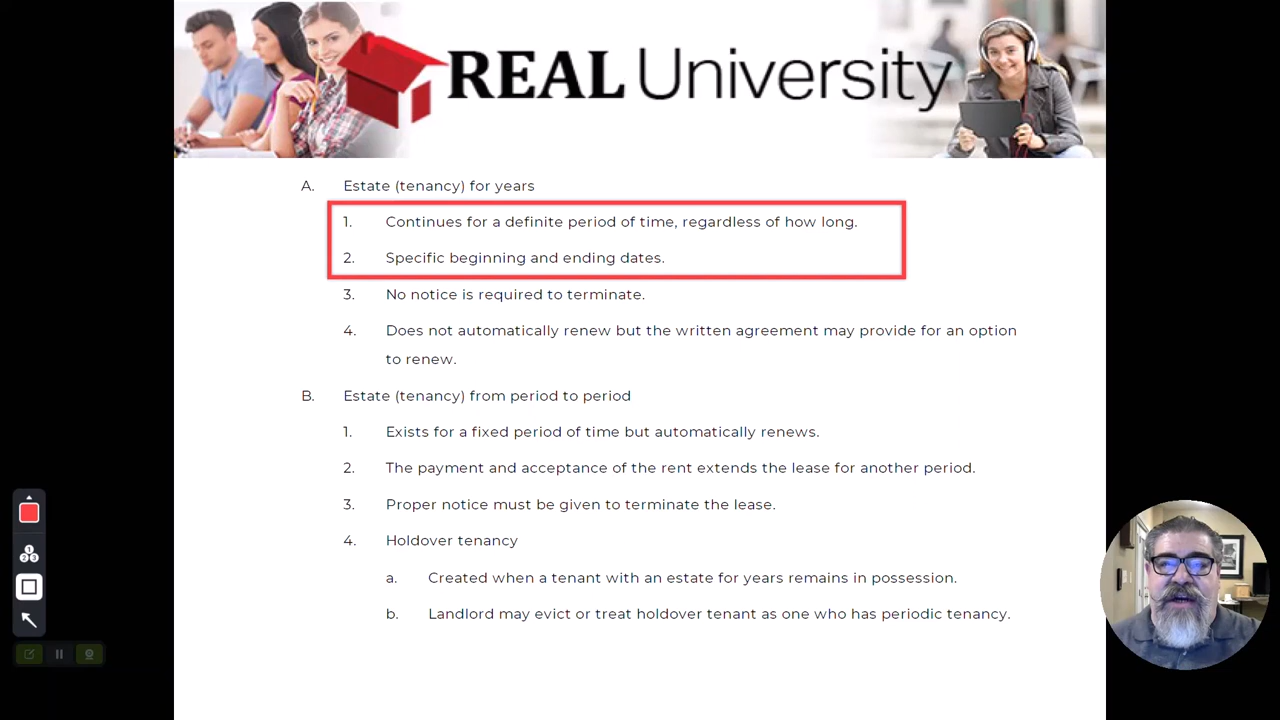 REAL University
A. Estate (tenancy) for years
1. Continues for a definite period of time, regardless of how long.
2. Specific beginning and ending dates.
3. No notice is required to terminate.
4. Does not automatically renew but the written agreement may provide for an option
to renew.
B. Estate (tenancy) from period to period
1. Exists for a fixed period of time but automatically renews.
2. The payment and acceptance of the rent extends the lease for another period.
3. Proper notice must be given to terminate the lease.
4. Holdover tenancy
a. Created when a tenant with an estate for years remains in possession.
b. Landlord may evict or treat holdover tenant as one who has periodic tenancy.